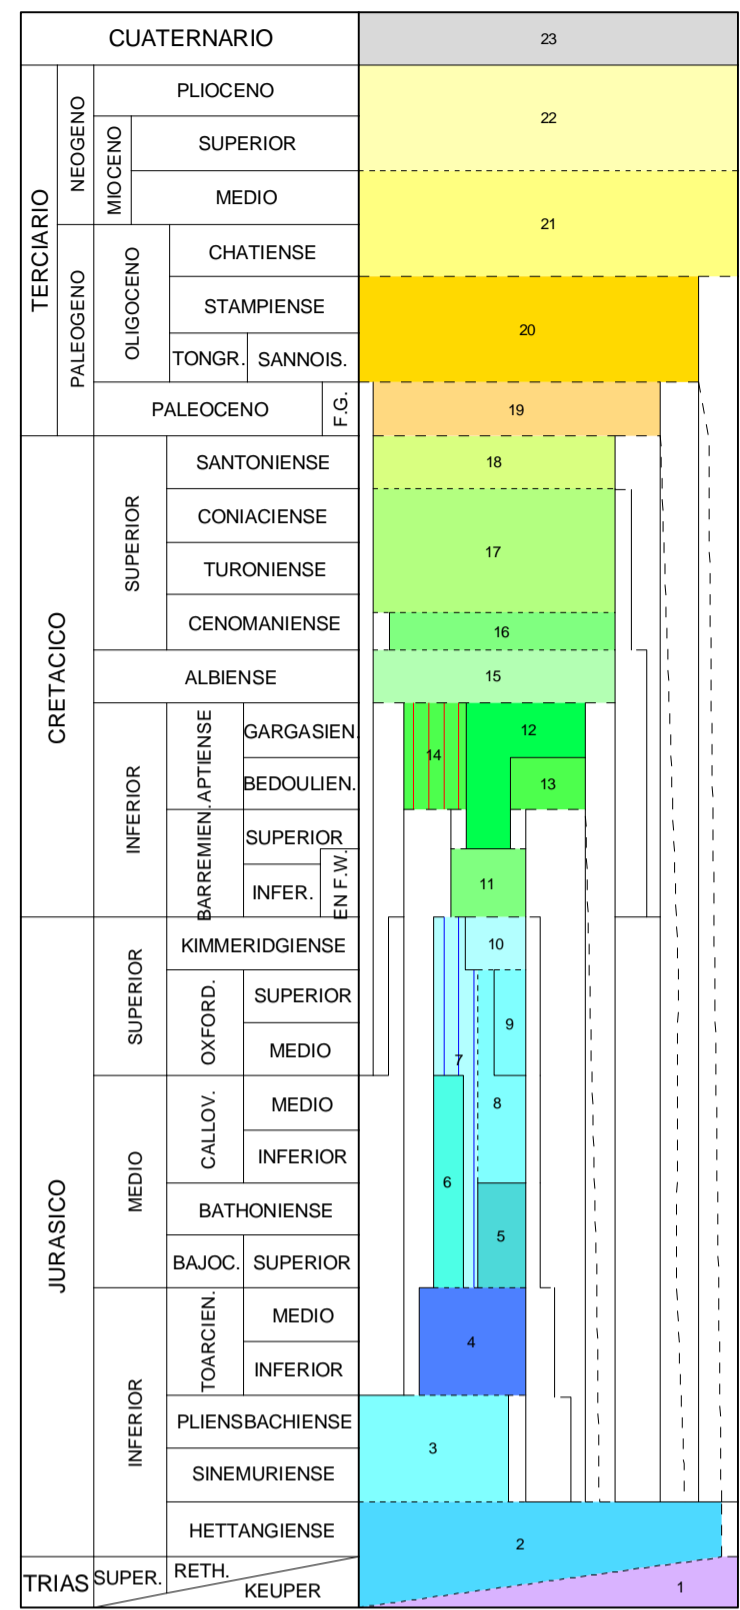 CUATERNARIO
23
TERCIARIO
NEOGENO
PLIOCENO
22
MIOCENO
SUPERIOR
MEDIO
21
PALEOGENO
OLIGOCENO
CHATIENSE
STAMPIENSE
20
TONGR.
SANNOIS.
PALEOCENO
F.G.
19
CRETACICO
SUPERIOR
SANTONIENSE
18
CONIACIENSE
17
TURONIENSE
CENOMANIENSE
16
ALBIENSE
15
INFERIOR
APTIENSE
GARGASIEN.
12
14
BEDOULIEN.
13
BARREMIEN.
SUPERIOR
EN F.W.
INFER.
11
JURASICO
SUPERIOR
KIMMERIDGIENSE
10
OXFORD.
SUPERIOR
9
MEDIO
7
MEDIO
CALLOV.
MEDIO
8
INFERIOR
6
BATHONIENSE
5
BAJOC.
SUPERIOR
INFERIOR
TOARCIEN.
MEDIO
4
INFERIOR
PLIENSBACHIENSE
3
SINEMURIENSE
HETTANGIENSE
2
TRIAS
SUPER.
RETH.
KEUPER
1